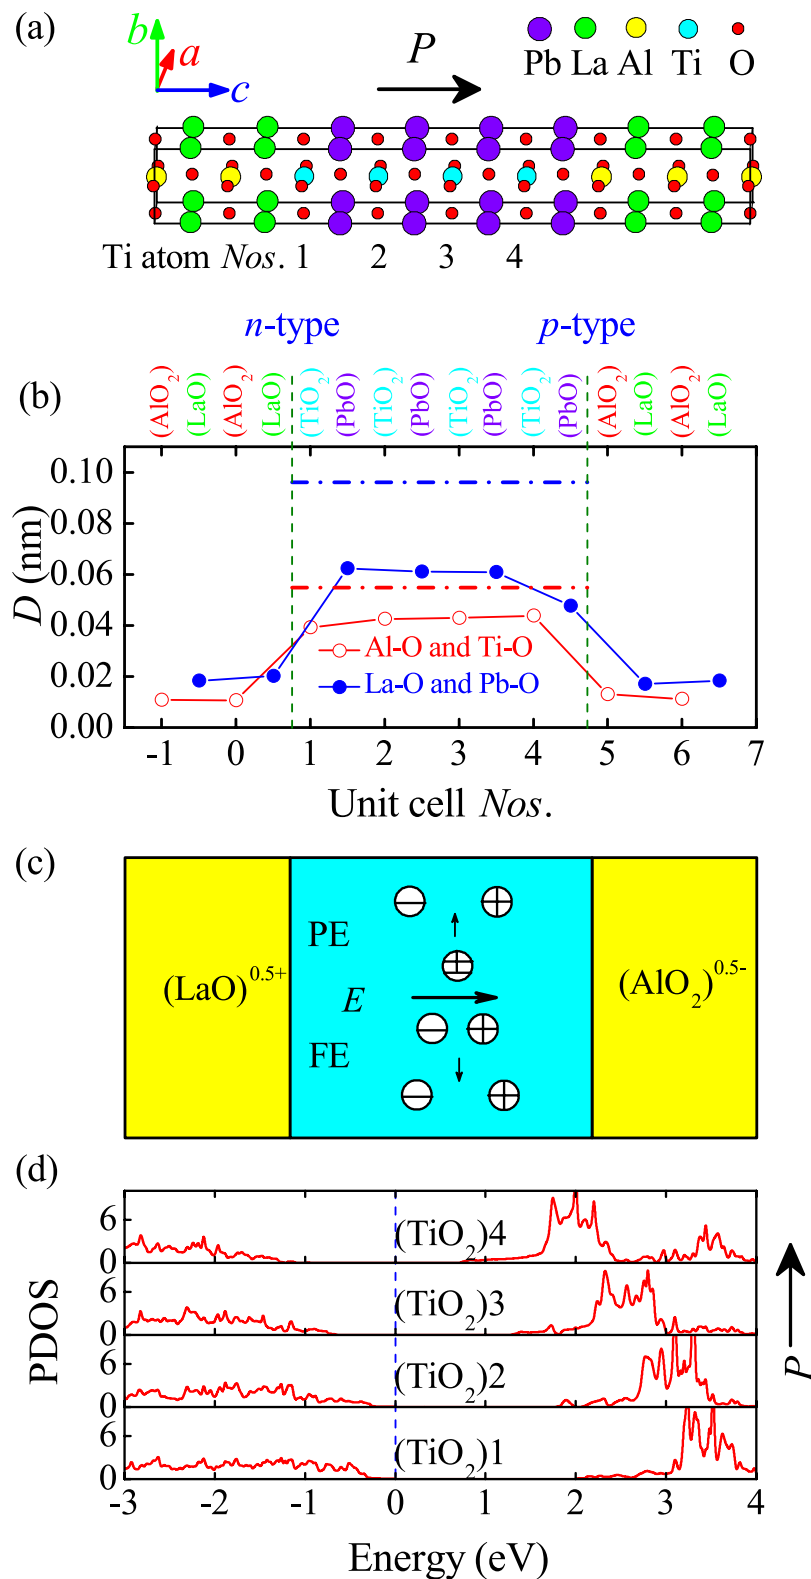 (a)
b
a
c
P
Pb La Al Ti O
Ti atom Nos. 1 2 3 4
n-type p-type
(b)
(AlO2) (LaO) (AlO2) (LaO) (TiO2) (PbO) (TiO2) (PbO) (TiO2) (PbO) (TiO2) (PbO) (AlO2) (LaO) (AlO2) (LaO)
0.10
0.08
0.06
0.04
0.02
0.00
D (nm)
Al-O and Ti-O
La-O and Pb-O
-1 0 1 2 3 4 5 6 7
Unit cell Nos.
(c)
PE
(LaO)0.5+
E
(AlO2)0.5-
FE
(d)
6
0
(TiO2)4
6
0
(TiO2)3
6
0
(TiO2)2
6
0
(TiO2)1
PDOS
P
-3 -2 -1 0 1 2 3 4
Energy (eV)